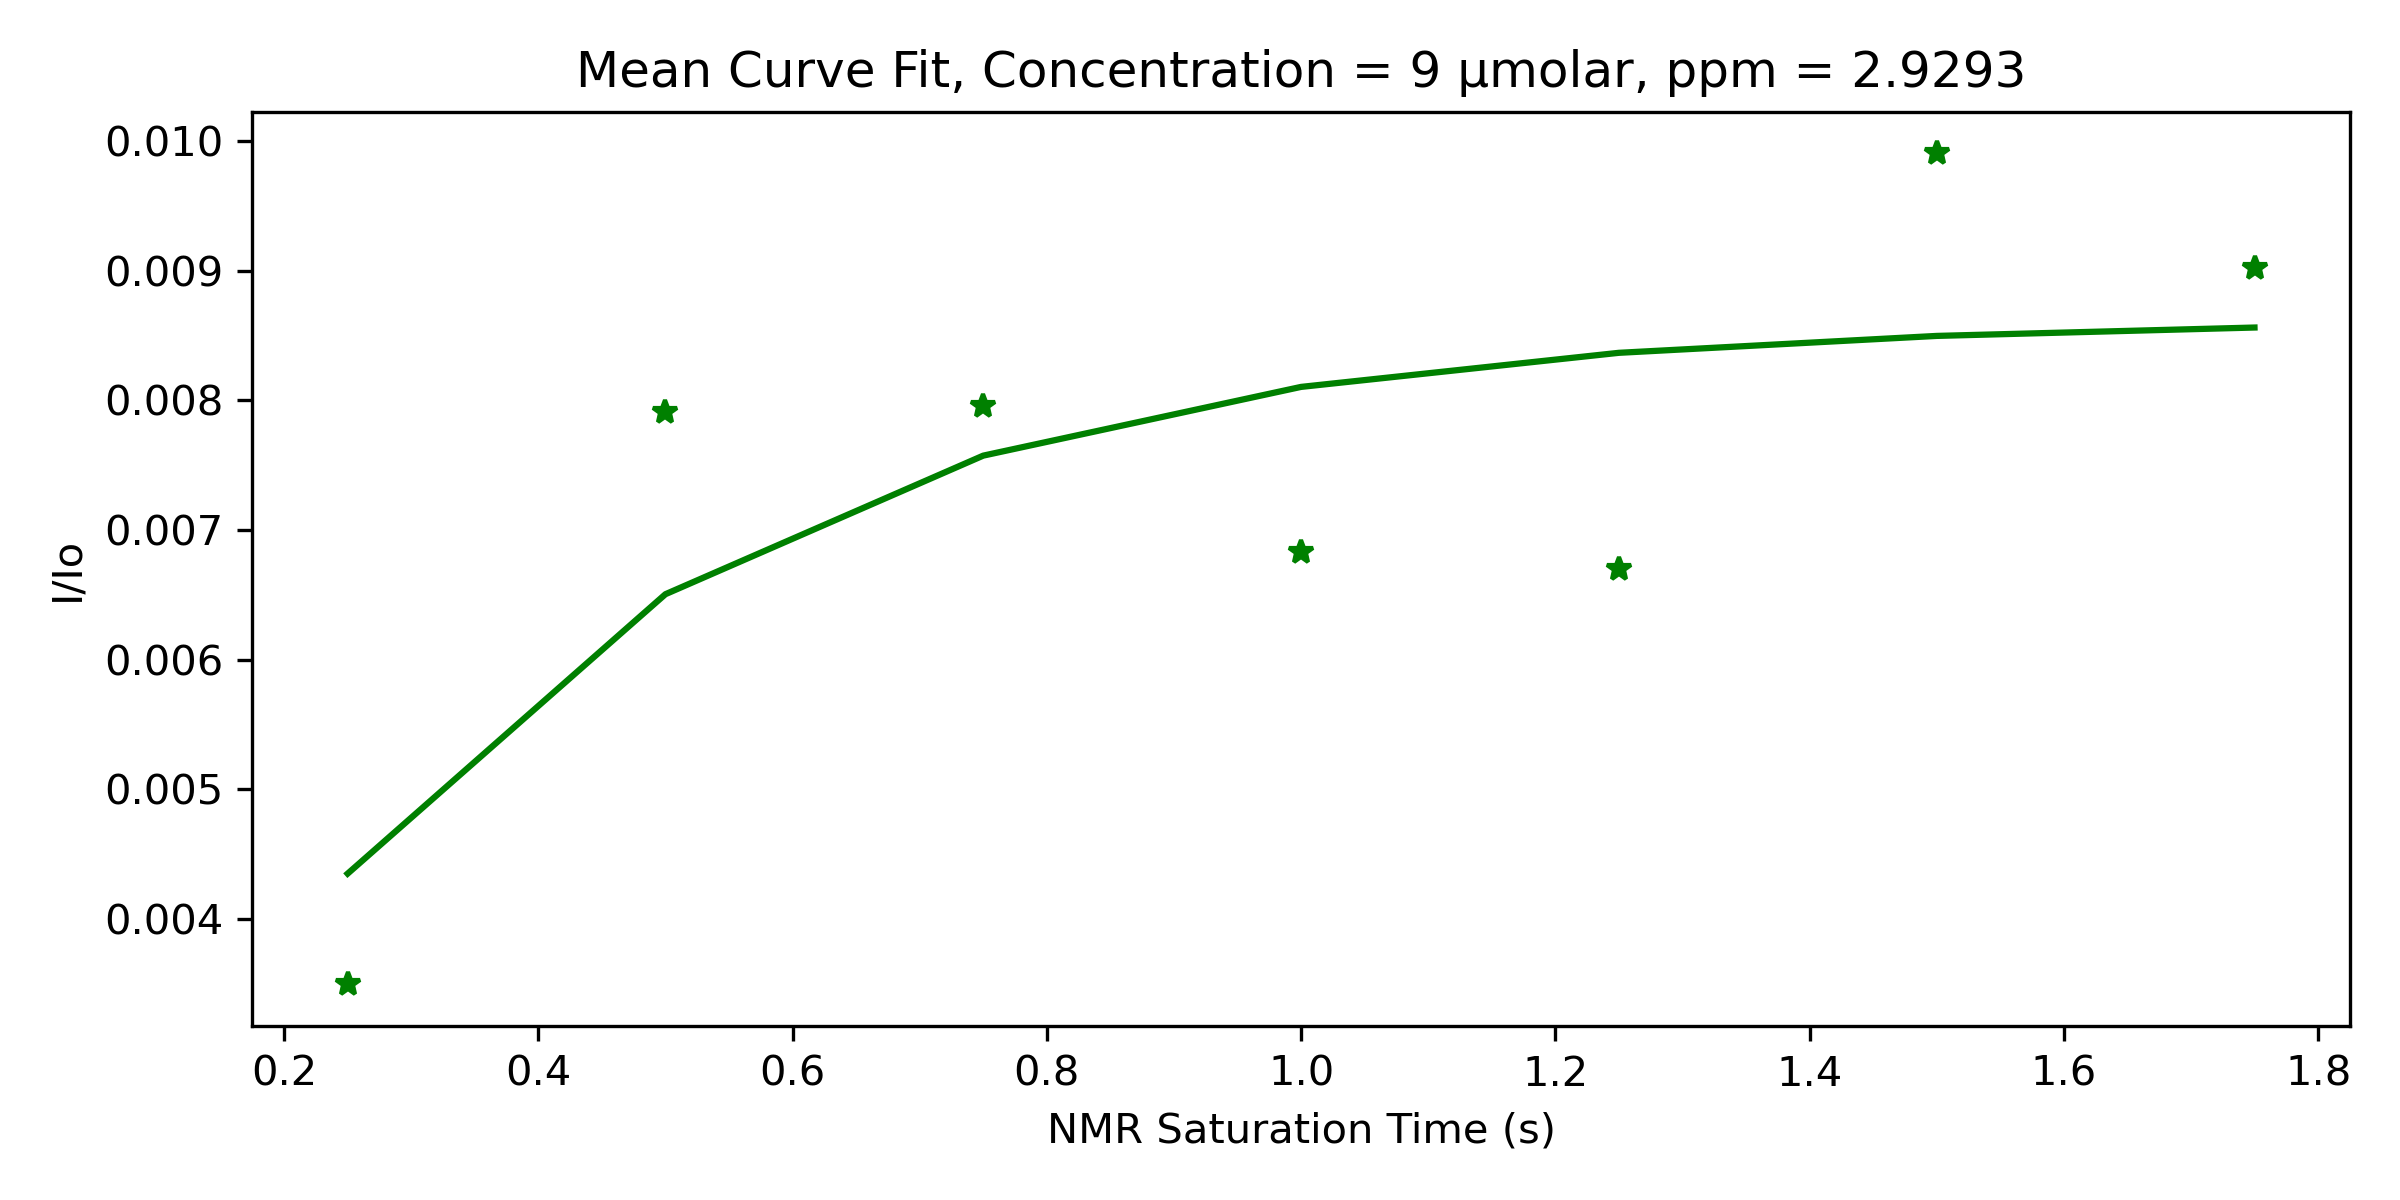 Mean Curve Fit, Concentration = 9 µmolar, ppm = 2.9293
0.010
0.009
0.008
0.007
0.006
0.005
0.004
I/Io
0.2 0.4 0.6 0.8 1.0 1.2 1.4 1.6 1.8
NMR Saturation Time (s)